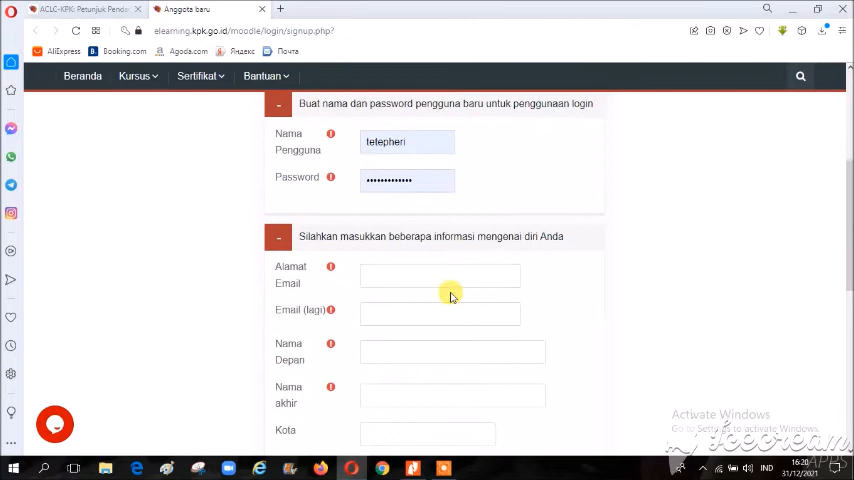 ACLC-KPK: Petunjuk Penda
Anggota baru
elearning.kpk.go.id/moodle/login/signup.php?
AliExpress
B. Booking.com
Agoda.com
Яндекс
Почта
Beranda
Kursus
Sertifikat
Bantuan
- Buat nama dan password pengguna baru untuk penggunaan login
Nama
Pengguna
tetepheri
Password
•••••••••••••
- Silahkan masukkan beberapa informasi mengenai diri Anda
Alamat
Email
Email (lagi)
Nama
Depan
Nama
akhir
Kota
Activate Windows
Go to Settings to activate Windows.
Icecream
APPS
IND
16:20
31/12/2021